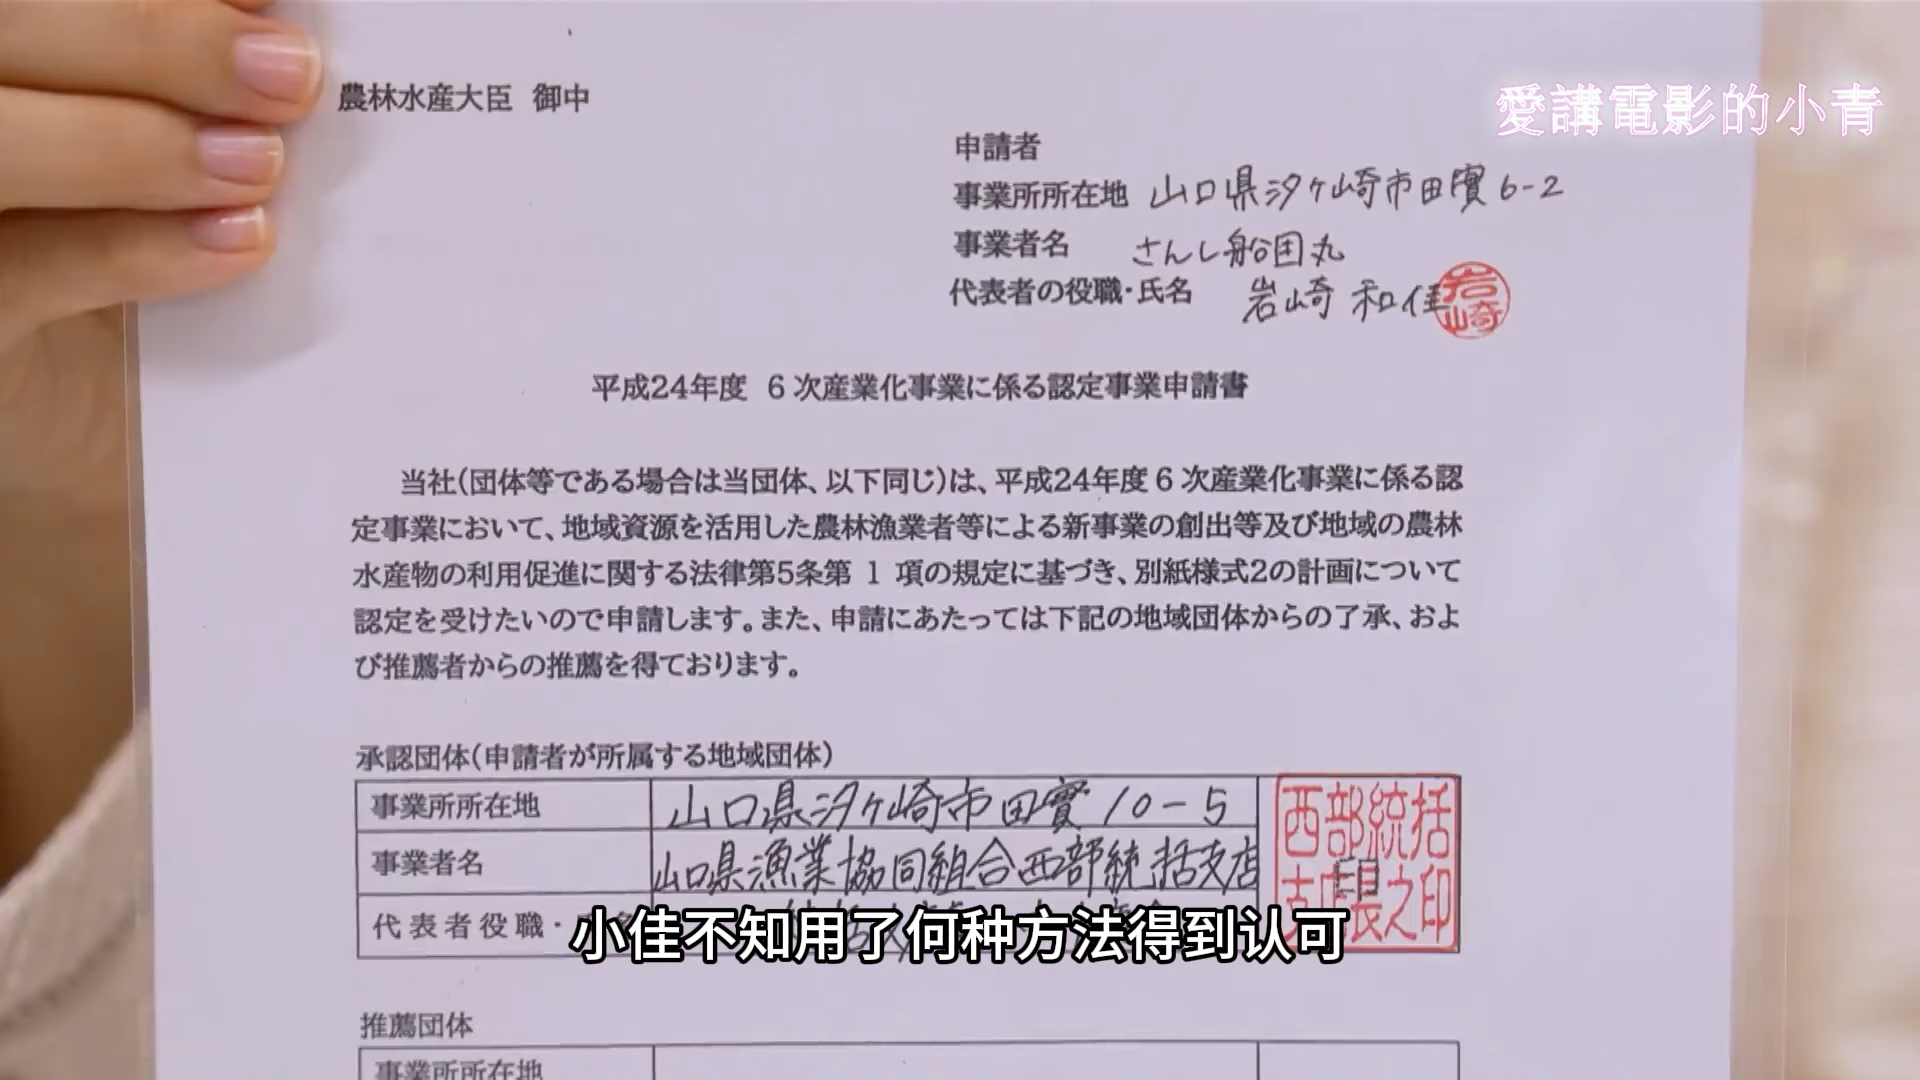 農林水産大臣 御中
愛講電影的小青
申請者
事業所所在地 山口県汐ヶ崎市田實6-2
事業者名 さんし船団丸
代表者の役職・氏名 岩崎 和佳
岩崎
平成24年度 6次産業化事業に係る認定事業申請書
当社(団体等である場合は当団体、以下同じ)は、平成24年度6次産業化事業に係る認
定事業において、地域資源を活用した農林漁業者等による新事業の創出等及び地域の農林
水産物の利用促進に関する法律第5条第1項の規定に基づき、別紙様式2の計画について
認定を受けたいので申請します。また、申請にあたっては下記の地域団体からの了承、およ
び推薦者からの推薦を得ております。
承認団体(申請者が所属する地域団体)
事業所所在地 山口県汐ヶ崎市田實10-5
事業者名 山口県漁業協同組合西部統括支店
西部統括
支店長之印
印
代表者役職・
小佳不知用了何种方法得到认可
推薦団体
事業所所在地